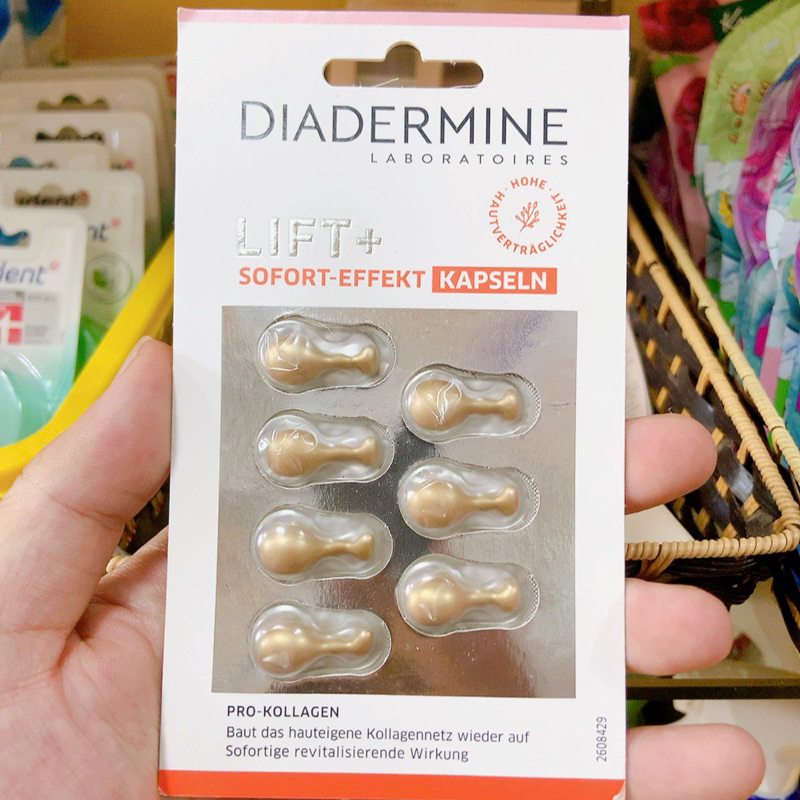 DIADERMINE
LABORATOIRES
· HOHE ·
HAUTVERTRÄGLICHKEIT
LIFT+
SOFORT-EFFEKT KAPSELN
PRO-KOLLAGEN
Baut das hauteigene Kollagennetz wieder auf
Sofortige revitalisierende Wirkung
2608429
dent